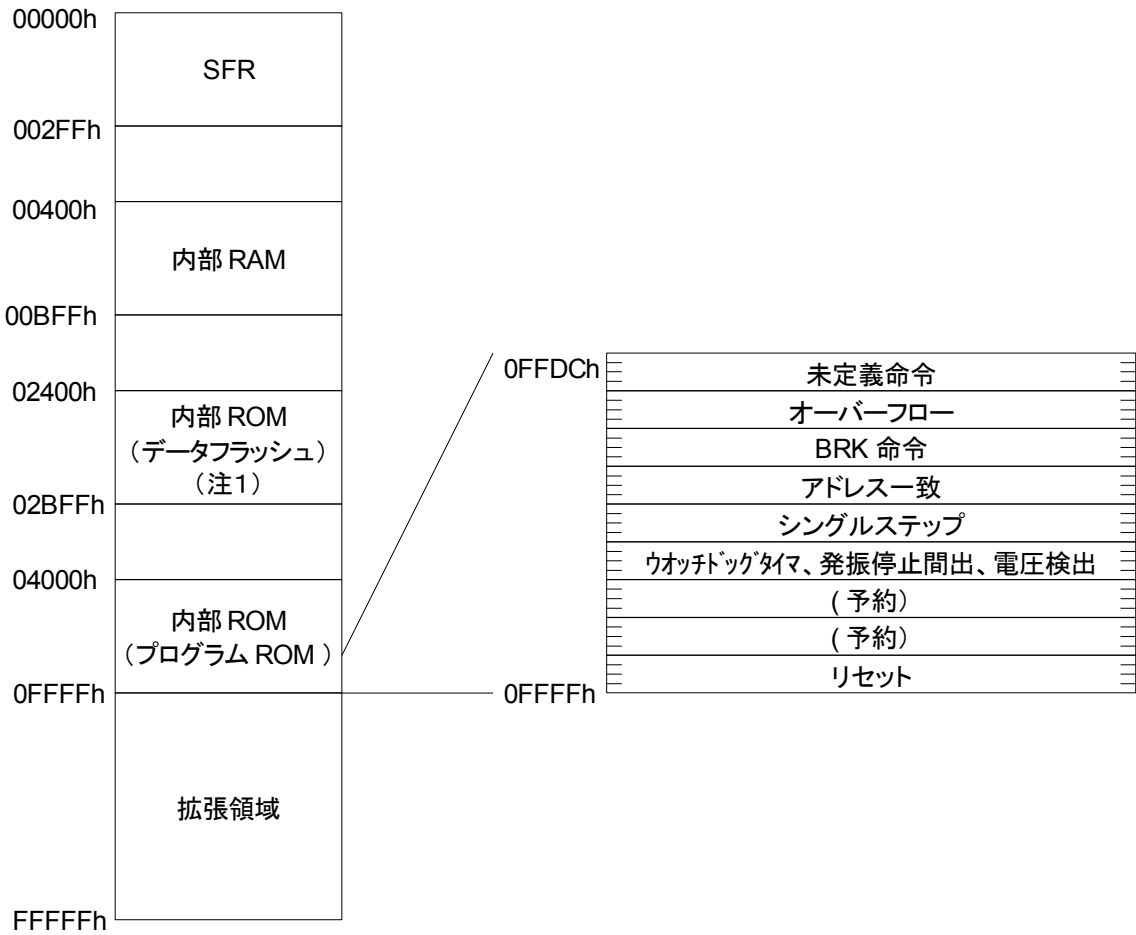 00000h
SFR
002FFh
00400h
内部 RAM
00BFFh
02400h
内部 ROM
（データフラッシュ）
（注１）
02BFFh
04000h
内部 ROM
（プログラム ROM ）
0FFFFh
拡張領域
FFFFFh
0FFDCh
未定義命令
オーバーフロー
BRK 命令
アドレス一致
シングルステップ
ｳｵｯﾁﾄﾞｯｸﾞﾀｲﾏ、発振停止間出、電圧検出
( 予約）
( 予約）
リセット
0FFFFh